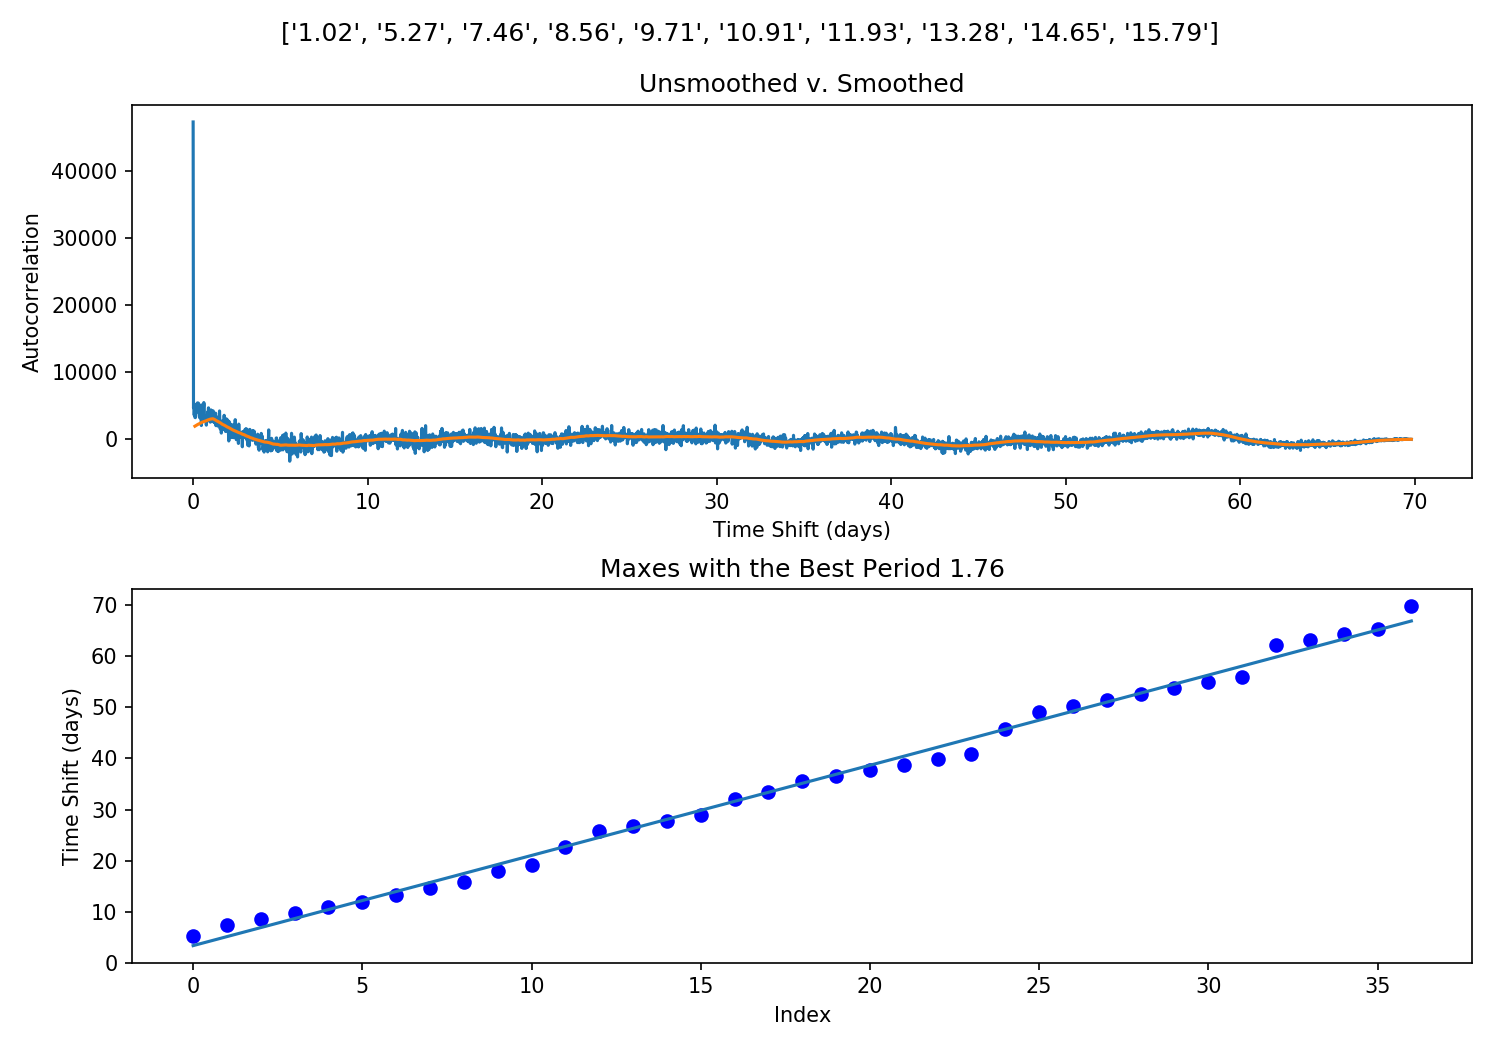 ['1.02', '5.27', '7.46', '8.56', '9.71', '10.91', '11.93', '13.28', '14.65', '15.79']
Unsmoothed v. Smoothed
Autocorrelation
40000
30000
20000
10000
0
0 10 20 30 40 50 60 70
Time Shift (days)
Maxes with the Best Period 1.76
Time Shift (days)
70
60
50
40
30
20
10
0
0 5 10 15 20 25 30 35
Index